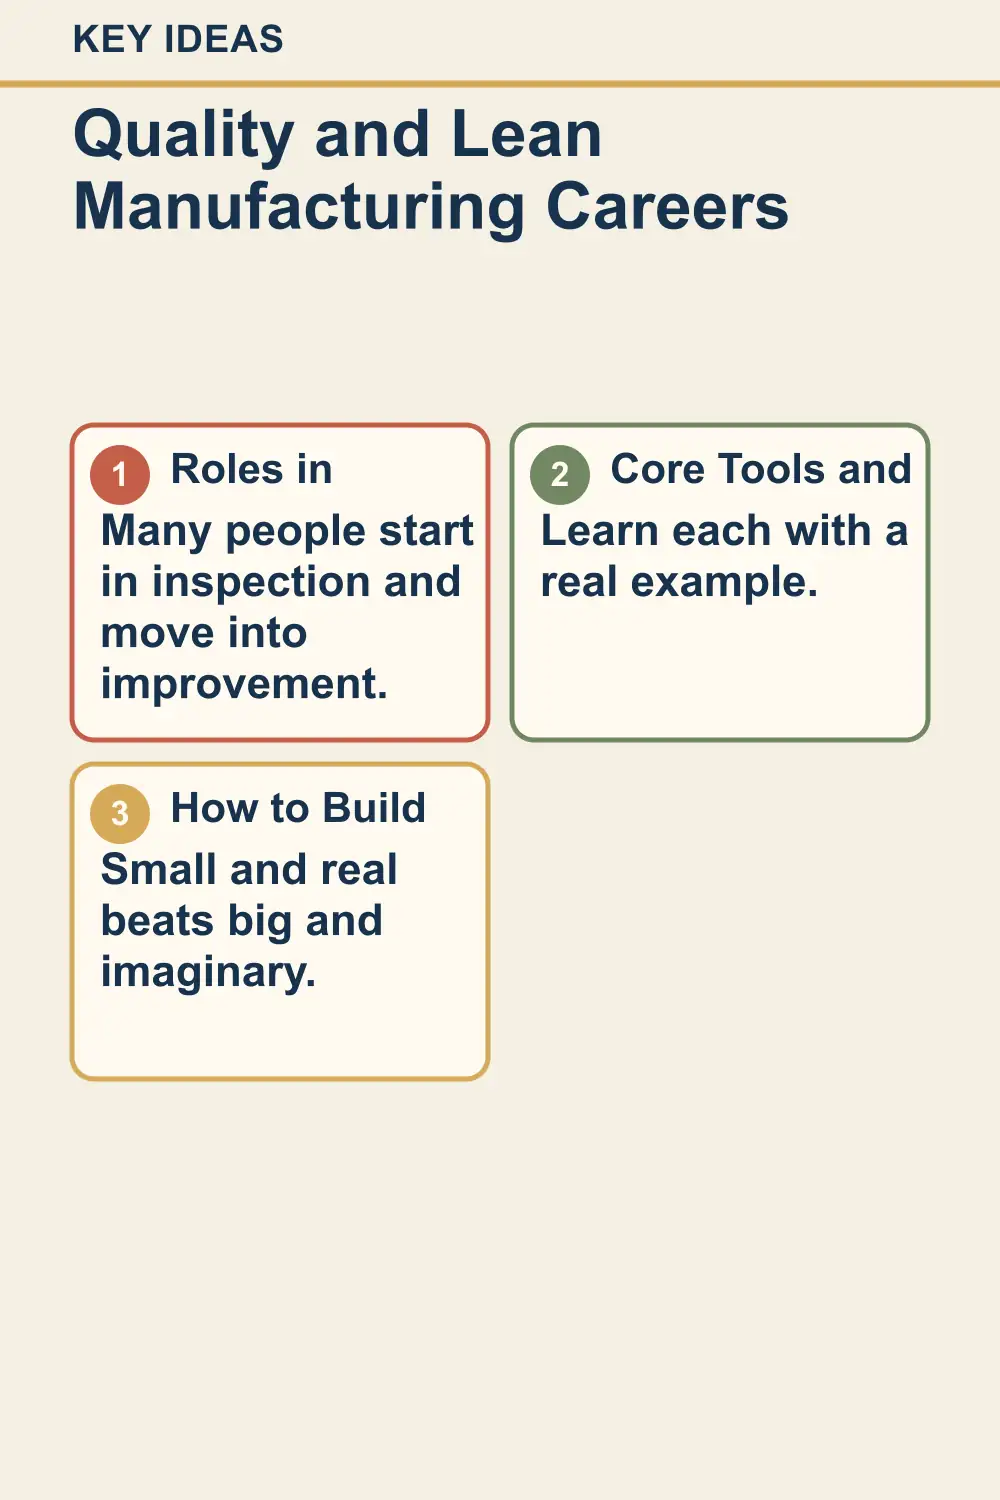 KEY IDEAS
Quality and Lean
Manufacturing Careers
1 Roles in
Many people start
in inspection and
move into
improvement.
2 Core Tools and
Learn each with a
real example.
3 How to Build
Small and real
beats big and
imaginary.